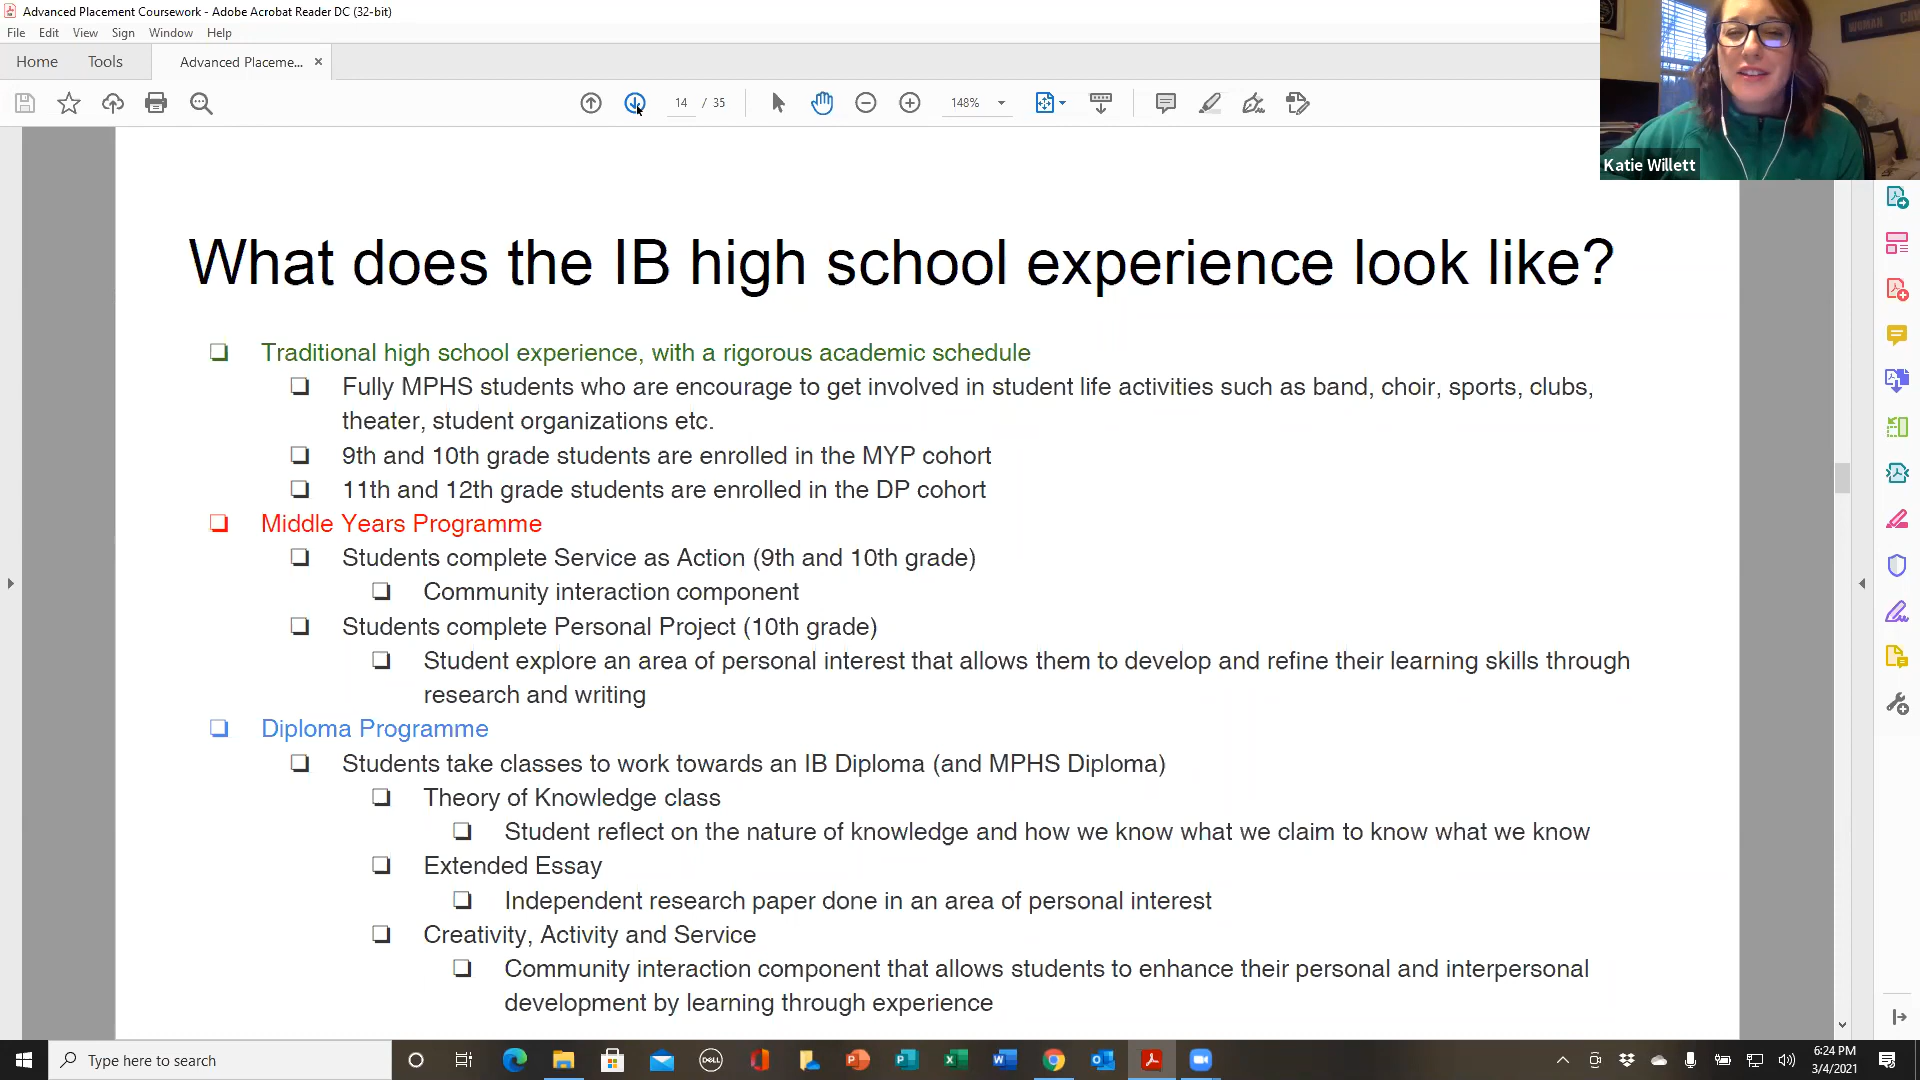 Advanced Placement Coursework - Adobe Acrobat Reader DC (32-bit)
File Edit View Sign Window Help
Home Tools Advanced Placeme... ×
14 / 35 148%
WOMAN CAVE
Katie Willett
What does the IB high school experience look like?
Traditional high school experience, with a rigorous academic schedule
Fully MPHS students who are encourage to get involved in student life activities such as band, choir, sports, clubs,
theater, student organizations etc.
9th and 10th grade students are enrolled in the MYP cohort
11th and 12th grade students are enrolled in the DP cohort
Middle Years Programme
Students complete Service as Action (9th and 10th grade)
Community interaction component
Students complete Personal Project (10th grade)
Student explore an area of personal interest that allows them to develop and refine their learning skills through
research and writing
Diploma Programme
Students take classes to work towards an IB Diploma (and MPHS Diploma)
Theory of Knowledge class
Student reflect on the nature of knowledge and how we know what we claim to know what we know
Extended Essay
Independent research paper done in an area of personal interest
Creativity, Activity and Service
Community interaction component that allows students to enhance their personal and interpersonal
development by learning through experience
Type here to search
DELL
6:24 PM
3/4/2021